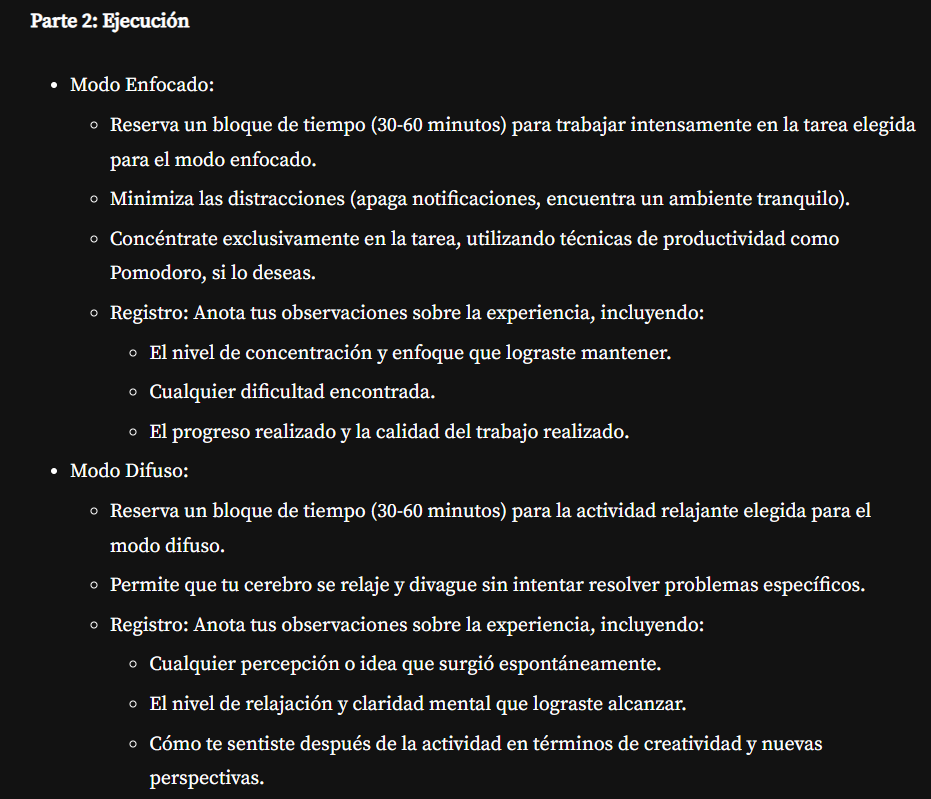 Parte 2: Ejecución
• Modo Enfocado:
◦ Reserva un bloque de tiempo (30-60 minutos) para trabajar intensamente en la tarea elegida
para el modo enfocado.
◦ Minimiza las distracciones (apaga notificaciones, encuentra un ambiente tranquilo).
◦ Concéntrate exclusivamente en la tarea, utilizando técnicas de productividad como
Pomodoro, si lo deseas.
◦ Registro: Anota tus observaciones sobre la experiencia, incluyendo:
◦ El nivel de concentración y enfoque que lograste mantener.
◦ Cualquier dificultad encontrada.
◦ El progreso realizado y la calidad del trabajo realizado.
• Modo Difuso:
◦ Reserva un bloque de tiempo (30-60 minutos) para la actividad relajante elegida para el
modo difuso.
◦ Permite que tu cerebro se relaje y divague sin intentar resolver problemas específicos.
◦ Registro: Anota tus observaciones sobre la experiencia, incluyendo:
◦ Cualquier percepción o idea que surgió espontáneamente.
◦ El nivel de relajación y claridad mental que lograste alcanzar.
◦ Cómo te sentiste después de la actividad en términos de creatividad y nuevas
perspectivas.